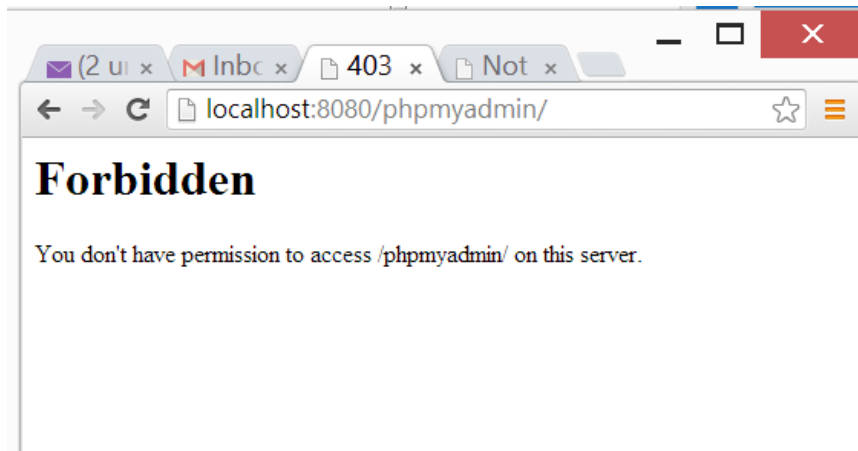 (2 u Inbo 403 Not
localhost:8080/phpmyadmin/
Forbidden
You don't have permission to access /phpmyadmin/ on this server.